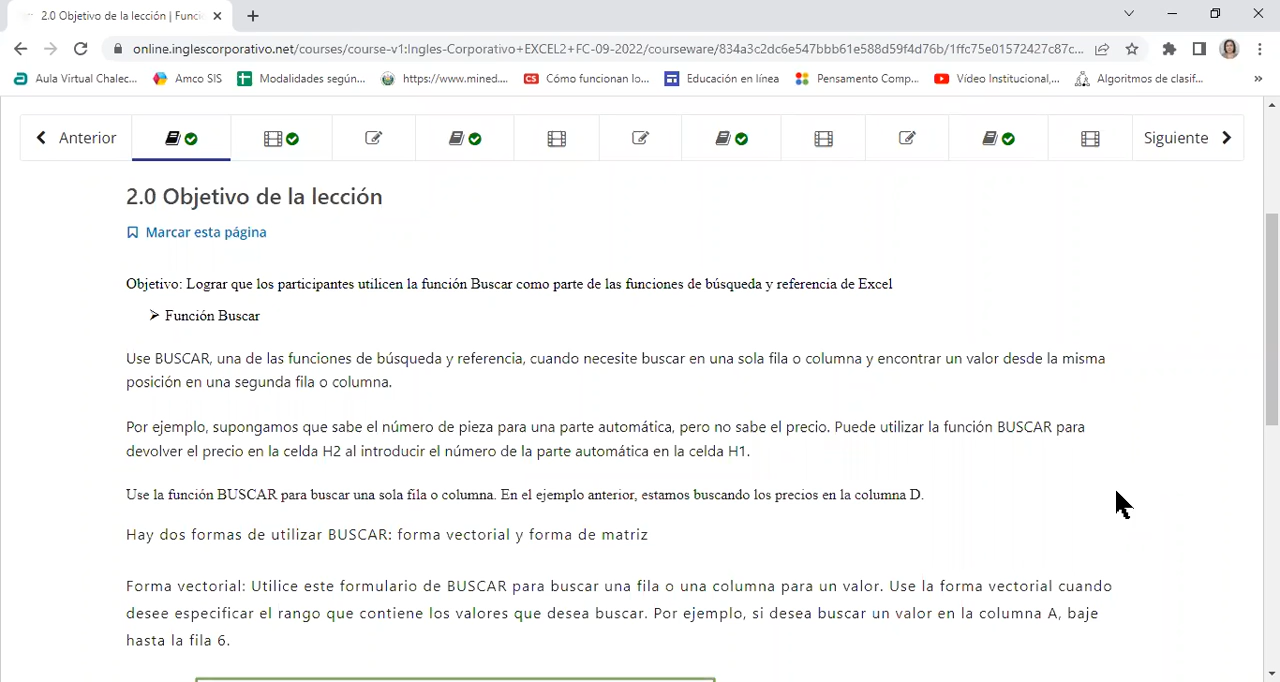 2.0 Objetivo de la lección | Funci
online.inglescorporativo.net/courses/course-v1:Ingles-Corporativo+EXCEL2+FC-09-2022/courseware/834a3c2dc6e547bbb61e588d59f4d76b/1ffc75e01572427c87c...
Aula Virtual Chalec... Amco SIS Modalidades según... https://www.mined.... CS Cómo funcionan lo... Educación en línea Pensamento Comp... Vídeo Institucional,... Algoritmos de clasif... »
Anterior Siguiente
2.0 Objetivo de la lección
Marcar esta página
Objetivo: Lograr que los participantes utilicen la función Buscar como parte de las funciones de búsqueda y referencia de Excel
➢ Función Buscar
Use BUSCAR, una de las funciones de búsqueda y referencia, cuando necesite buscar en una sola fila o columna y encontrar un valor desde la misma
posición en una segunda fila o columna.
Por ejemplo, supongamos que sabe el número de pieza para una parte automática, pero no sabe el precio. Puede utilizar la función BUSCAR para
devolver el precio en la celda H2 al introducir el número de la parte automática en la celda H1.
Use la función BUSCAR para buscar una sola fila o columna. En el ejemplo anterior, estamos buscando los precios en la columna D.
Hay dos formas de utilizar BUSCAR: forma vectorial y forma de matriz
Forma vectorial: Utilice este formulario de BUSCAR para buscar una fila o una columna para un valor. Use la forma vectorial cuando
desee especificar el rango que contiene los valores que desea buscar. Por ejemplo, si desea buscar un valor en la columna A, baje
hasta la fila 6.